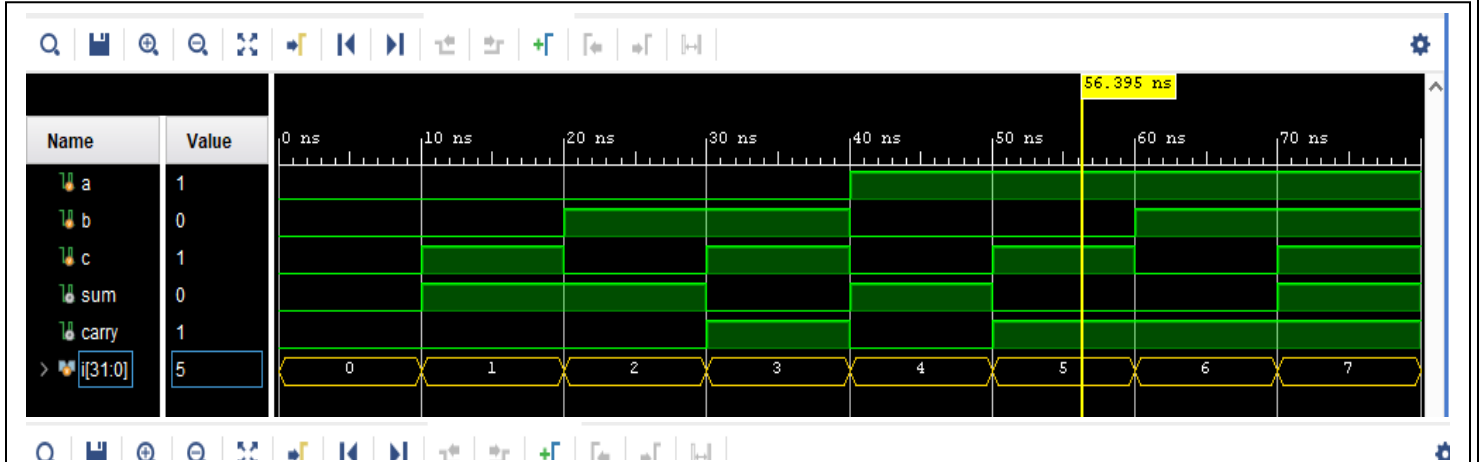 56.395 ns
Name Value 0 ns 10 ns 20 ns 30 ns 40 ns 50 ns 60 ns 70 ns
a 1
b 0
c 1
sum 0
carry 1
i[31:0] 5 0 1 2 3 4 5 6 7